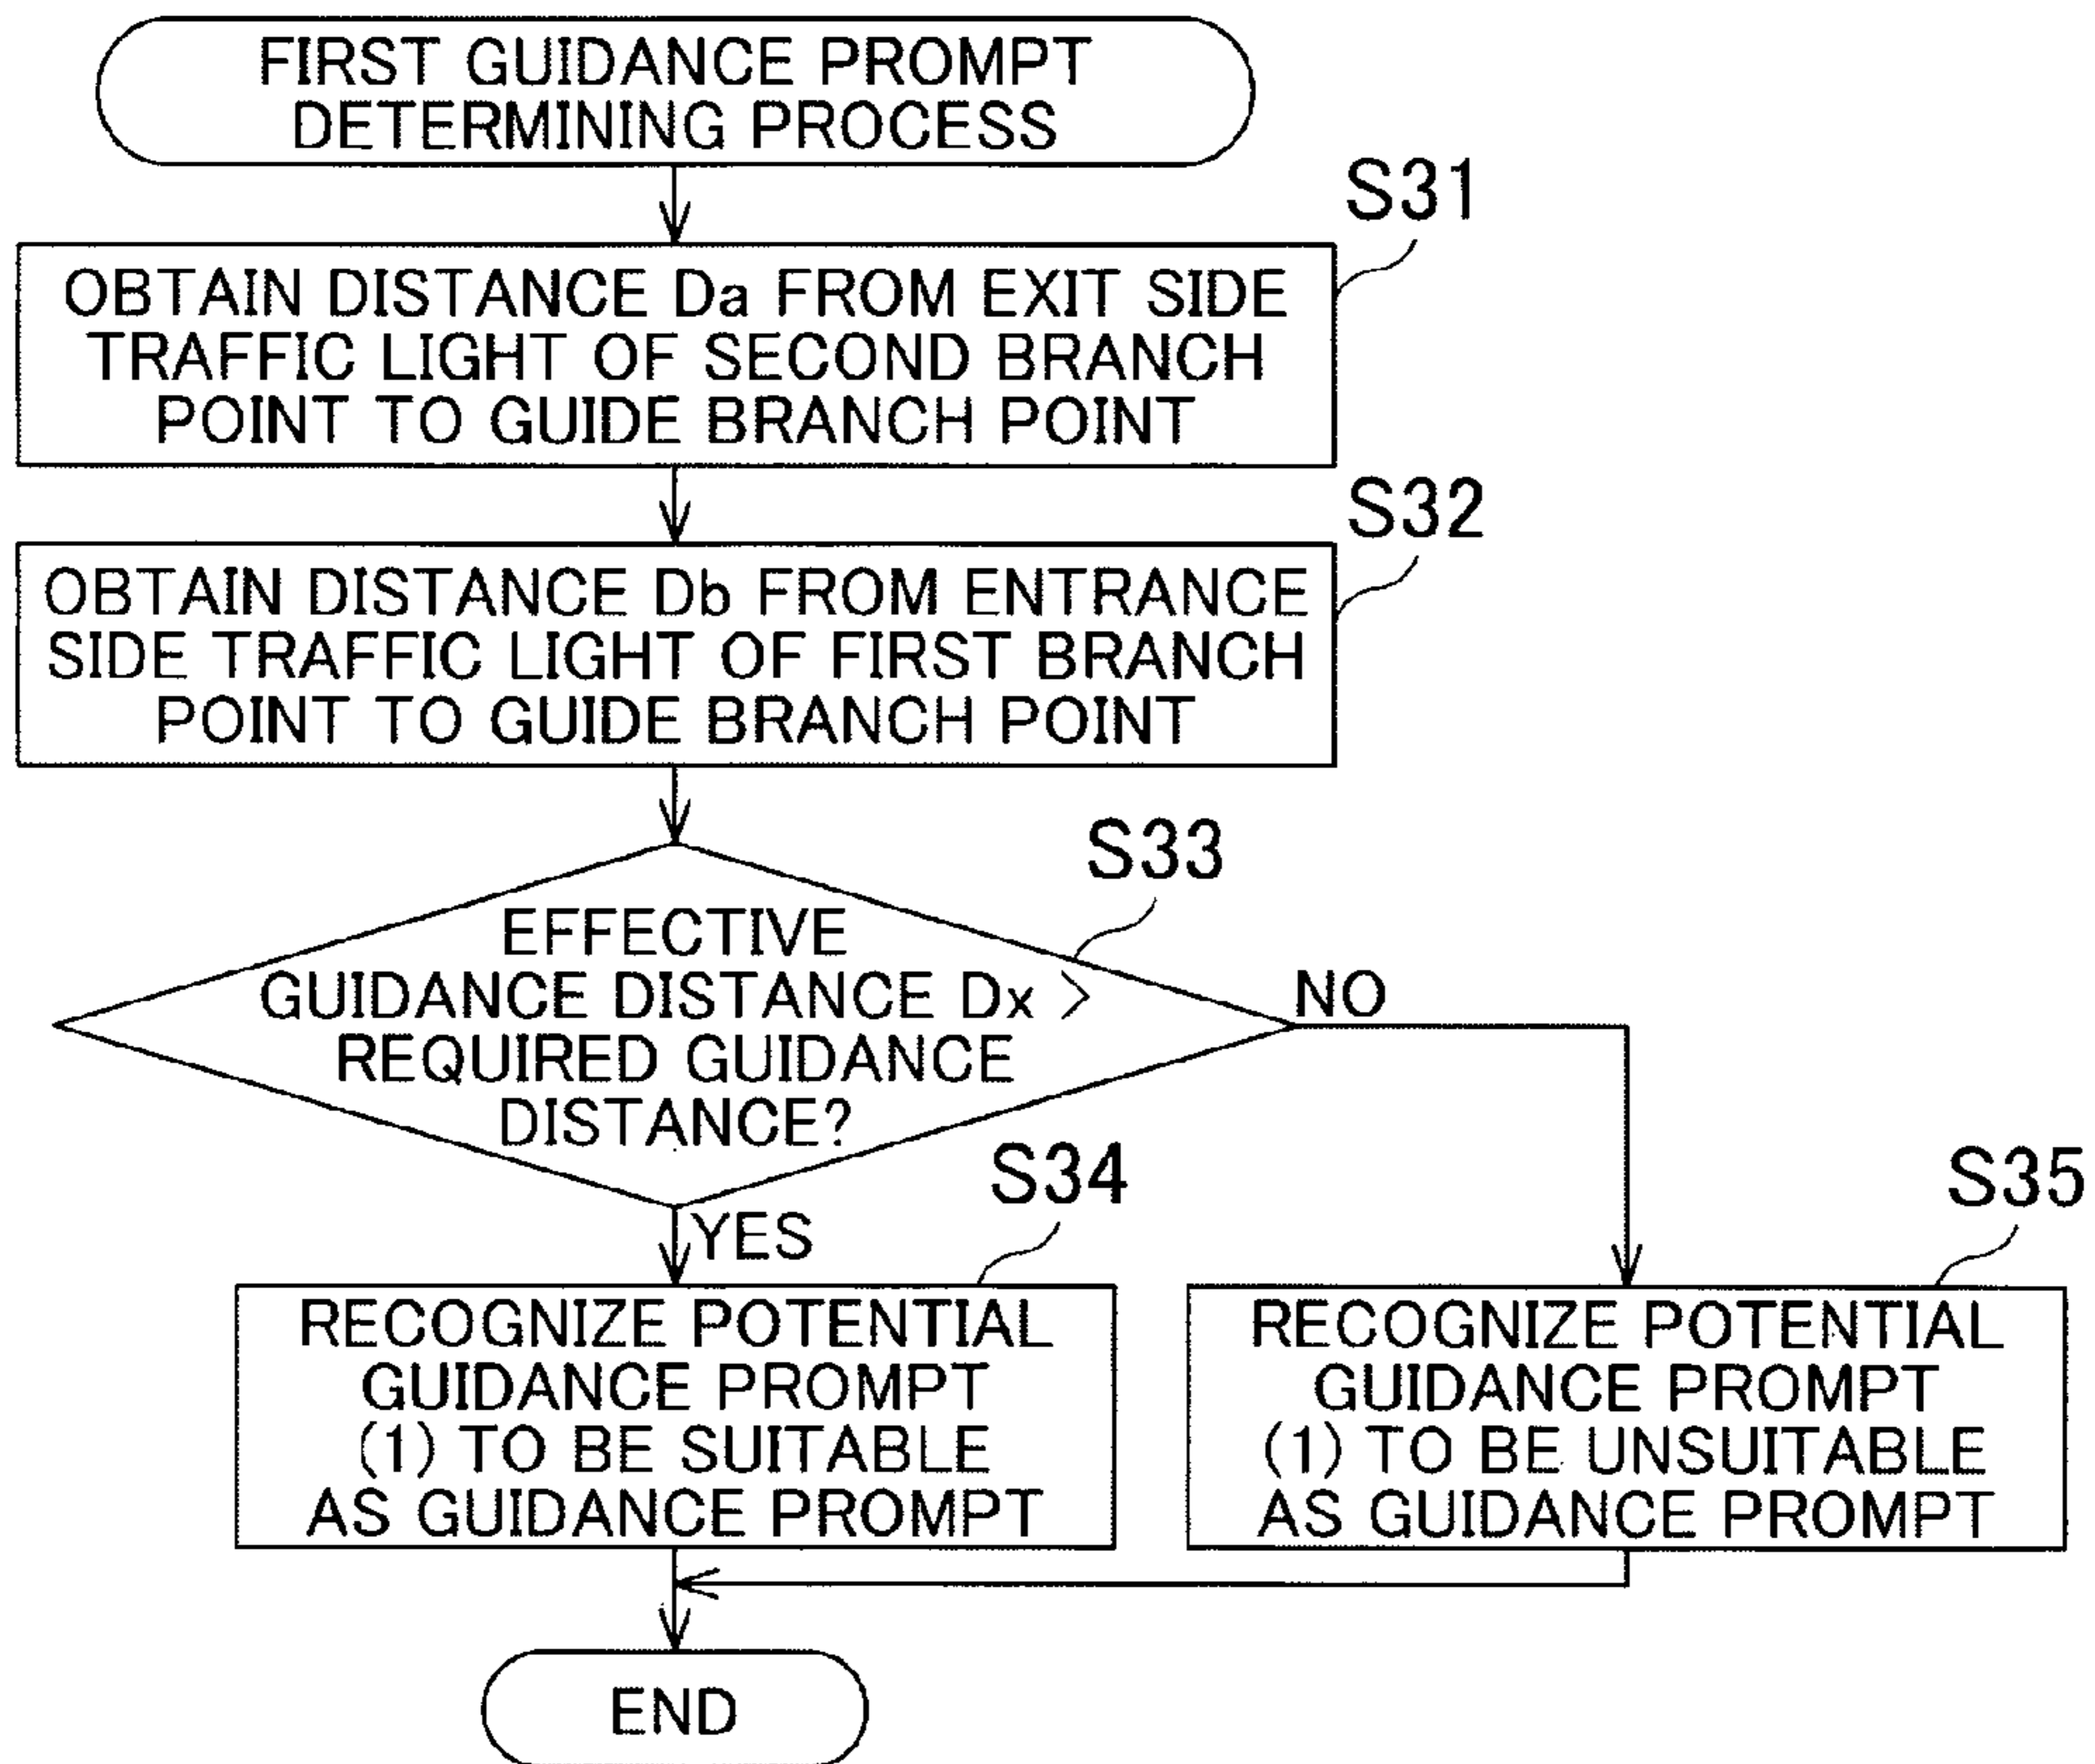 FIRST GUIDANCE PROMPT
DETERMINING PROCESS
S31
OBTAIN DISTANCE Da FROM EXIT SIDE
TRAFFIC LIGHT OF SECOND BRANCH
POINT TO GUIDE BRANCH POINT
S32
OBTAIN DISTANCE Db FROM ENTRANCE
SIDE TRAFFIC LIGHT OF FIRST BRANCH
POINT TO GUIDE BRANCH POINT
S33
EFFECTIVE
GUIDANCE DISTANCE Dx >
REQUIRED GUIDANCE
DISTANCE?
NO
YES
S34
RECOGNIZE POTENTIAL
GUIDANCE PROMPT
(1) TO BE SUITABLE
AS GUIDANCE PROMPT
S35
RECOGNIZE POTENTIAL
GUIDANCE PROMPT
(1) TO BE UNSUITABLE
AS GUIDANCE PROMPT
END